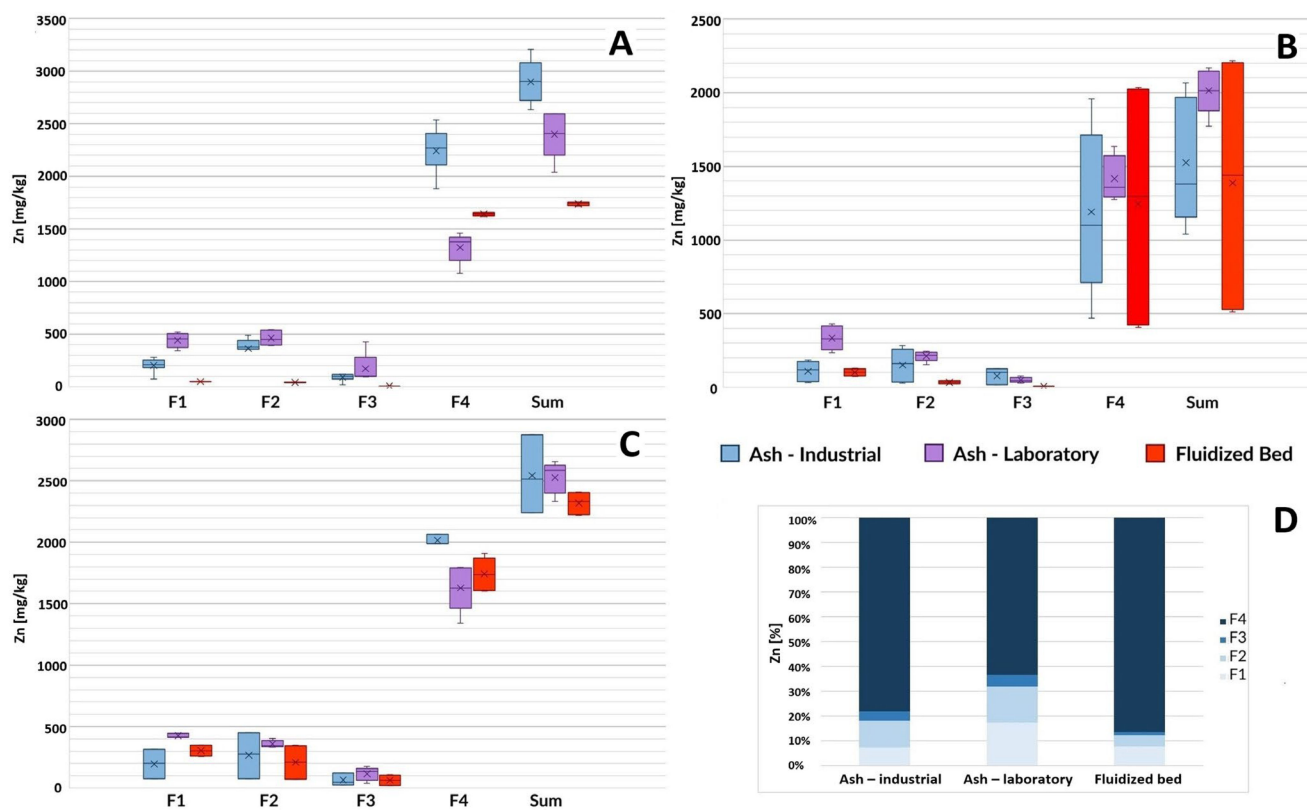 A
Zn [mg/kg]
3500
3000
2500
2000
1500
1000
500
0
F1 F2 F3 F4 Sum
B
Zn [mg/kg]
2500
2000
1500
1000
500
0
F1 F2 F3 F4 Sum
C
Zn [mg/kg]
3000
2500
2000
1500
1000
500
0
F1 F2 F3 F4 Sum
Ash - Industrial Ash - Laboratory Fluidized Bed
D
Zn [%]
100%
90%
80%
70%
60%
50%
40%
30%
20%
10%
0%
Ash – industrial Ash – laboratory Fluidized bed
F4
F3
F2
F1